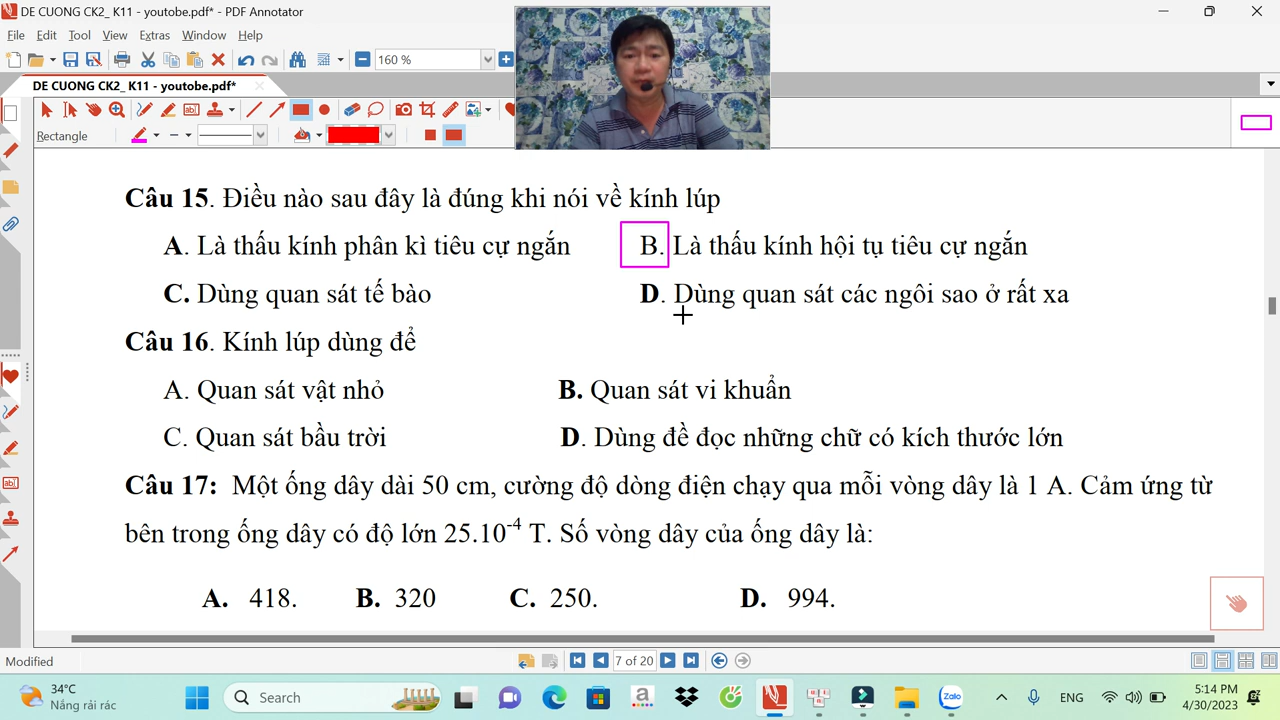 DE CUONG CK2_ K11 - youtobe.pdf* - PDF Annotator
File Edit Tool View Extras Window Help
160 %
DE CUONG CK2_ K11 - youtobe.pdf*
Rectangle
Câu 15. Điều nào sau đây là đúng khi nói về kính lúp
A. Là thấu kính phân kì tiêu cự ngắn B. Là thấu kính hội tụ tiêu cự ngắn
C. Dùng quan sát tế bào D. Dùng quan sát các ngôi sao ở rất xa
Câu 16. Kính lúp dùng để
A. Quan sát vật nhỏ B. Quan sát vi khuẩn
C. Quan sát bầu trời D. Dùng đề đọc những chữ có kích thước lớn
Câu 17: Một ống dây dài 50 cm, cường độ dòng điện chạy qua mỗi vòng dây là 1 A. Cảm ứng từ
bên trong ống dây có độ lớn 25.10⁻⁴ T. Số vòng dây của ống dây là:
A. 418. B. 320 C. 250. D. 994.
Modified 7 of 20
34°C
Nắng rải rác
Search
Zalo
ENG
5:14 PM
4/30/2023